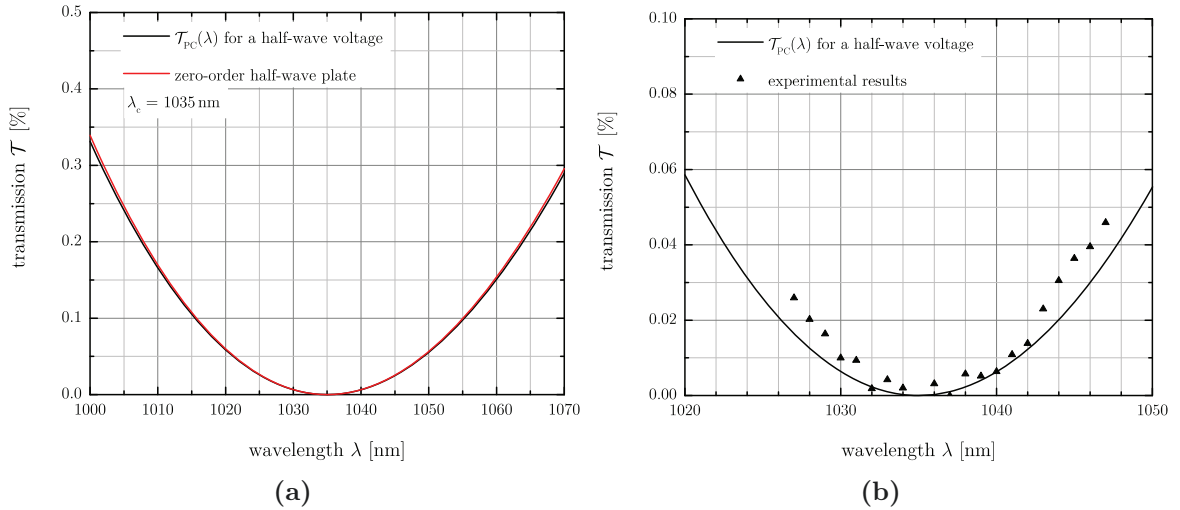 0.5
0.4
0.3
0.2
0.1
0.0
transmission 𝒯 [%]
𝒯PC(λ) for a half-wave voltage
zero-order half-wave plate
λc = 1035 nm
1000 1010 1020 1030 1040 1050 1060 1070
wavelength λ [nm]
(a)
0.10
0.08
0.06
0.04
0.02
0.00
transmission 𝒯 [%]
𝒯PC(λ) for a half-wave voltage
experimental results
1020 1030 1040 1050
wavelength λ [nm]
(b)